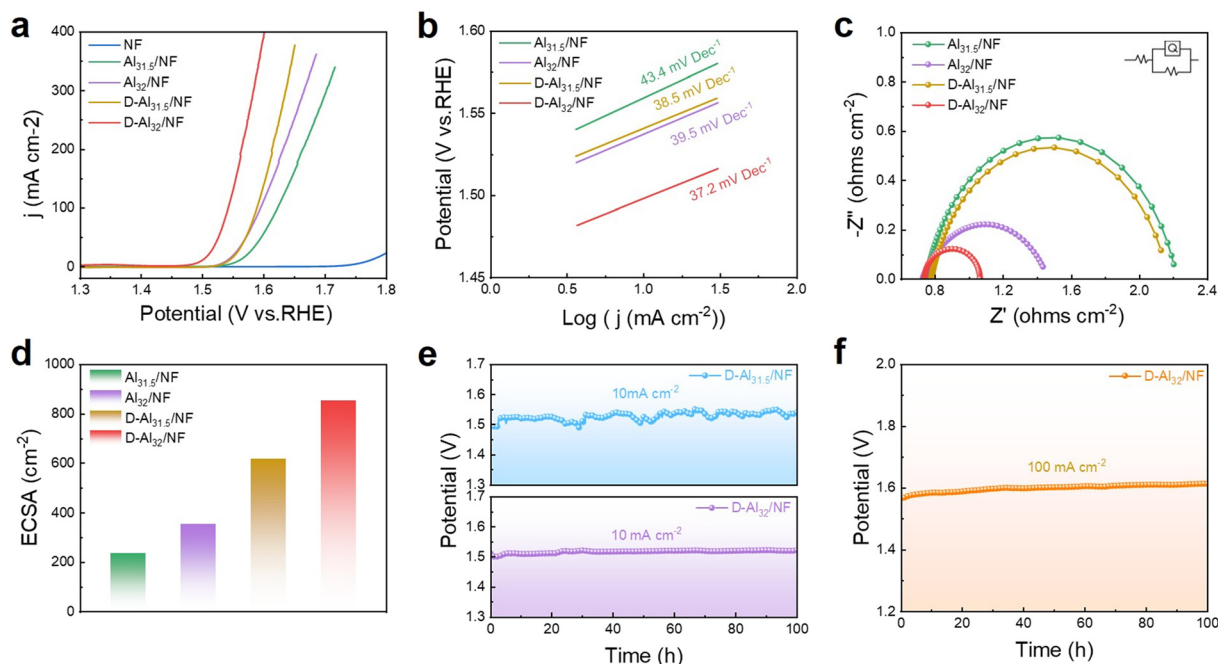 a
400
300
200
100
0
j (mA cm-2)
NF
Al31.5/NF
Al32/NF
D-Al31.5/NF
D-Al32/NF
1.3 1.4 1.5 1.6 1.7 1.8
Potential (V vs.RHE)
b
1.60
1.55
1.50
1.45
Potential (V vs.RHE)
Al31.5/NF
Al32/NF
D-Al31.5/NF
D-Al32/NF
43.4 mV Dec-1
38.5 mV Dec-1
39.5 mV Dec-1
37.2 mV Dec-1
0.0 0.5 1.0 1.5 2.0
Log ( j (mA cm-2))
c
1.0
0.8
0.6
0.4
0.2
0.0
-Z'' (ohms cm-2)
Al31.5/NF
Al32/NF
D-Al31.5/NF
D-Al32/NF
Q
0.8 1.2 1.6 2.0 2.4
Z' (ohms cm-2)
d
1000
800
600
400
200
0
ECSA (cm-2)
Al31.5/NF
Al32/NF
D-Al31.5/NF
D-Al32/NF
e
1.7
1.6
1.5
1.4
1.3
D-Al31.5/NF
10mA cm-2
Potential (V)
1.7
1.6
1.5
1.4
1.3
D-Al32/NF
10 mA cm-2
0 20 40 60 80 100
Time (h)
f
2.0
1.8
1.6
1.4
1.2
Potential (V)
D-Al32/NF
100 mA cm-2
0 20 40 60 80 100
Time (h)